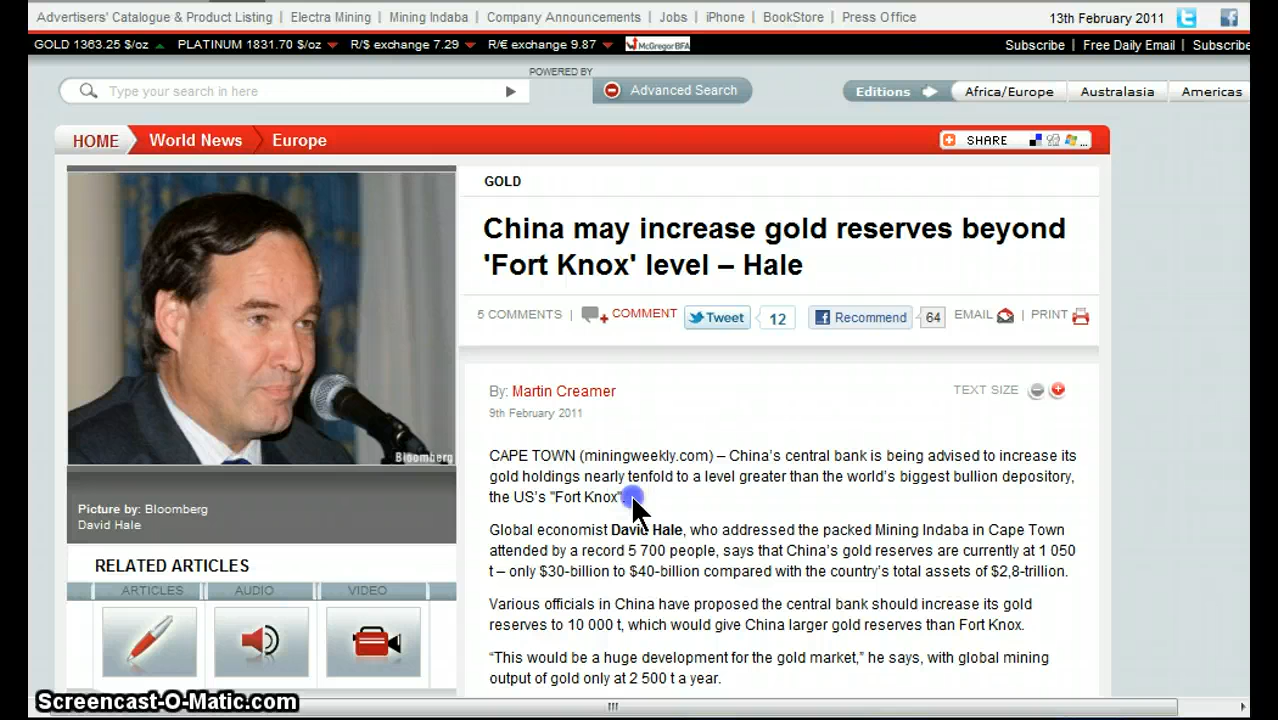 Advertisers' Catalogue & Product Listing | Electra Mining | Mining Indaba | Company Announcements | Jobs | iPhone | BookStore | Press Office
13th February 2011
GOLD 1363.25 $/oz PLATINUM 1831.70 $/oz R/$ exchange 7.29 R/€ exchange 9.87 McGregor BFA
Subscribe | Free Daily Email | Subscribe
POWERED BY
Type your search in here
Advanced Search
Editions Africa/Europe Australasia Americas
HOME World News Europe
SHARE ...
GOLD
China may increase gold reserves beyond
'Fort Knox' level – Hale
5 COMMENTS | COMMENT Tweet 12 Recommend 64 EMAIL | PRINT
By: Martin Creamer
TEXT SIZE
9th February 2011
CAPE TOWN (miningweekly.com) – China's central bank is being advised to increase its
gold holdings nearly tenfold to a level greater than the world's biggest bullion depository,
the US's "Fort Knox".
Global economist David Hale, who addressed the packed Mining Indaba in Cape Town
attended by a record 5 700 people, says that China's gold reserves are currently at 1 050
t – only $30-billion to $40-billion compared with the country's total assets of $2,8-trillion.
Various officials in China have proposed the central bank should increase its gold
reserves to 10 000 t, which would give China larger gold reserves than Fort Knox.
"This would be a huge development for the gold market," he says, with global mining
output of gold only at 2 500 t a year.
Bloomberg
Picture by: Bloomberg
David Hale
RELATED ARTICLES
ARTICLES AUDIO VIDEO
Screencast-O-Matic.com